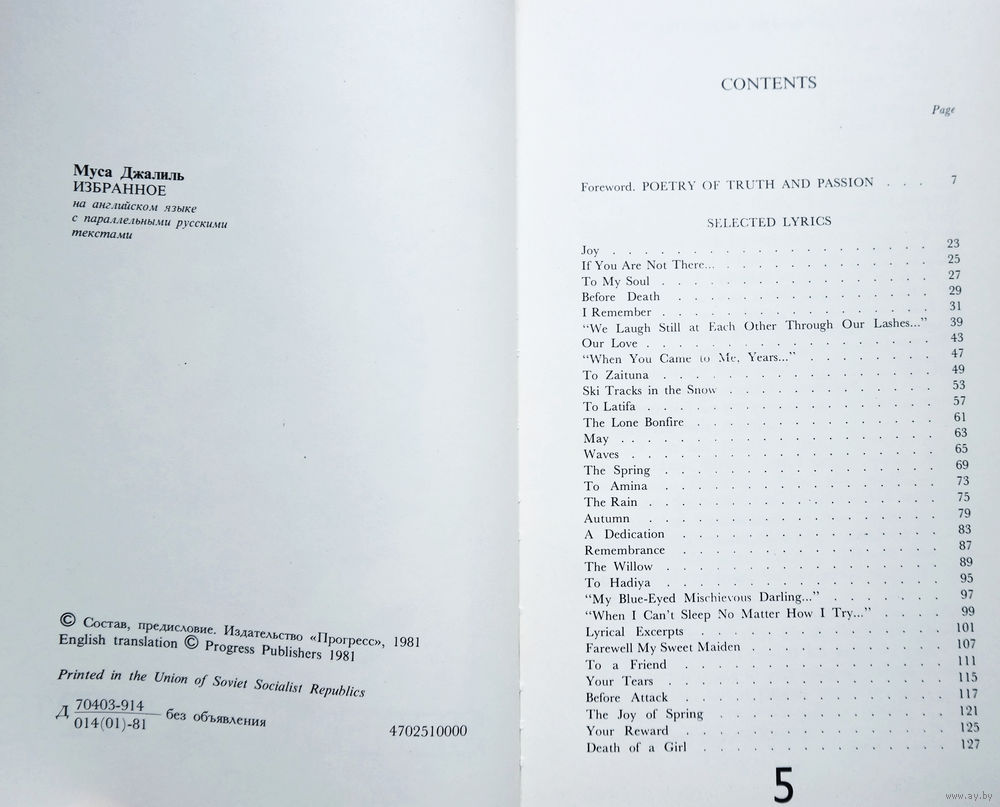 Муса Джалиль
ИЗБРАННОЕ
на английском языке
с параллельными русскими
текстами
© Состав, предисловие. Издательство «Прогресс», 1981
English translation © Progress Publishers 1981
Printed in the Union of Soviet Socialist Republics
Д 70403-914 без объявления
014(01)-81
4702510000
CONTENTS
Page
Foreword. POETRY OF TRUTH AND PASSION . . . 7
SELECTED LYRICS
Joy . . . 23
If You Are Not There... . . . 25
To My Soul . . . 27
Before Death . . . 29
I Remember . . . 31
“We Laugh Still at Each Other Through Our Lashes...” 39
Our Love . . . 43
“When You Came to Me, Years...” . . . 47
To Zaituna . . . 49
Ski Tracks in the Snow . . . 53
To Latifa . . . 57
The Lone Bonfire . . . 61
May . . . 63
Waves . . . 65
The Spring . . . 69
To Amina . . . 73
The Rain . . . 75
Autumn . . . 79
A Dedication . . . 83
Remembrance . . . 87
The Willow . . . 89
To Hadiya . . . 95
“My Blue-Eyed Mischievous Darling...” . . . 97
“When I Can't Sleep No Matter How I Try...” . . . 99
Lyrical Excerpts . . . 101
Farewell My Sweet Maiden . . . 107
To a Friend . . . 111
Your Tears . . . 115
Before Attack . . . 117
The Joy of Spring . . . 121
Your Reward . . . 125
Death of a Girl . . . 127
5
www.ay.by